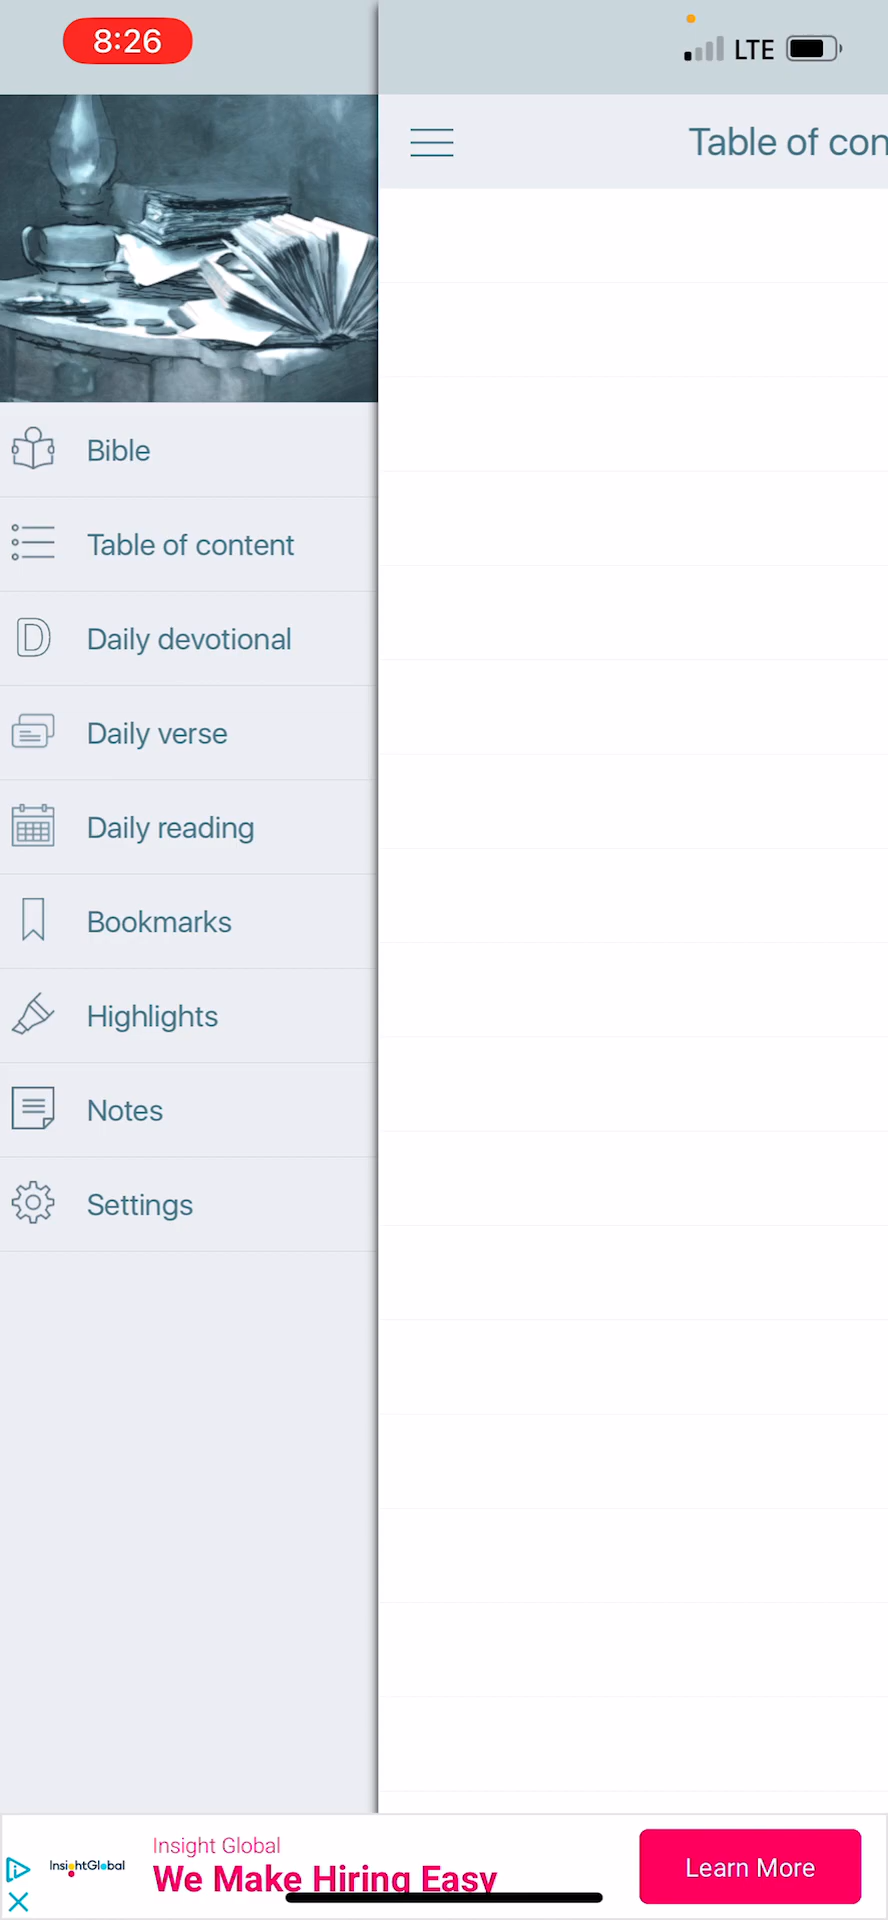 8:26
LTE
Table of con
Bible
Table of content
D
Daily devotional
Daily verse
Daily reading
Bookmarks
Highlights
Notes
Settings
InsightGlobal
Insight Global
We Make Hiring Easy
Learn More